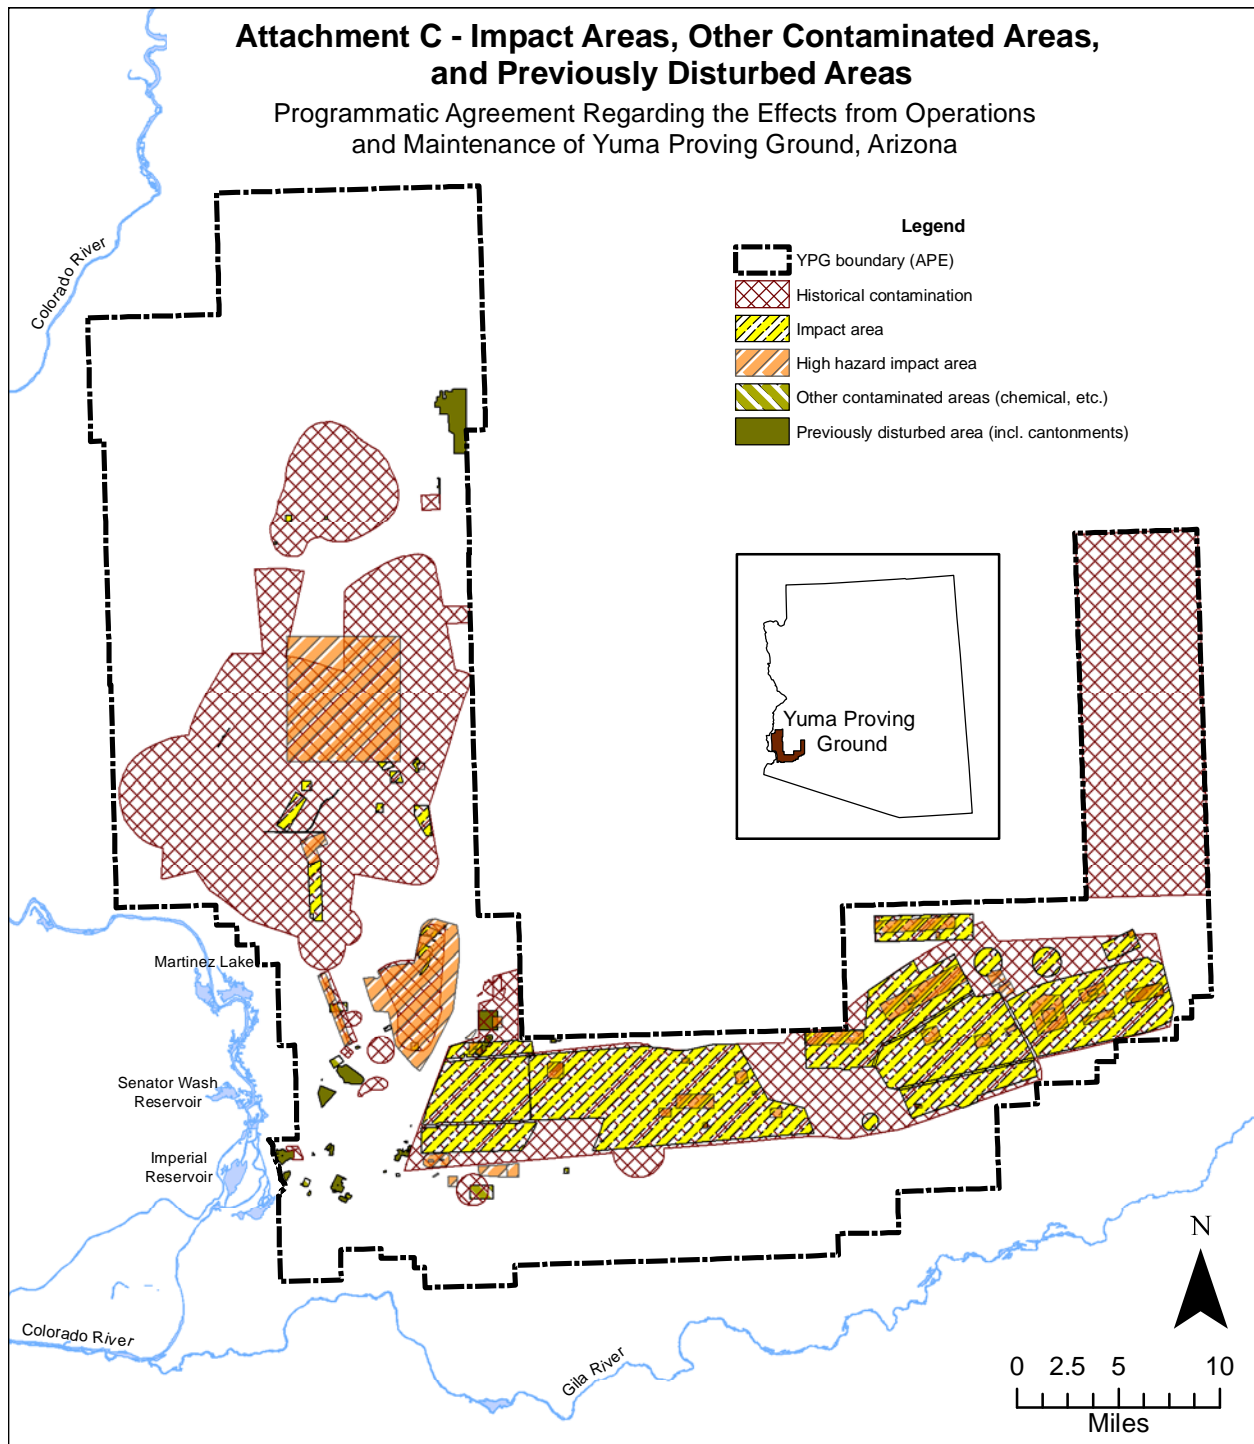 Attachment C - Impact Areas, Other Contaminated Areas,
and Previously Disturbed Areas
Programmatic Agreement Regarding the Effects from Operations
and Maintenance of Yuma Proving Ground, Arizona
Colorado River
Legend
YPG boundary (APE)
Historical contamination
Impact area
High hazard impact area
Other contaminated areas (chemical, etc.)
Previously disturbed area (incl. cantonments)
Yuma Proving
Ground
Martinez Lake
Senator Wash
Reservoir
Imperial
Reservoir
Colorado River
Gila River
N
0 2.5 5 10
Miles